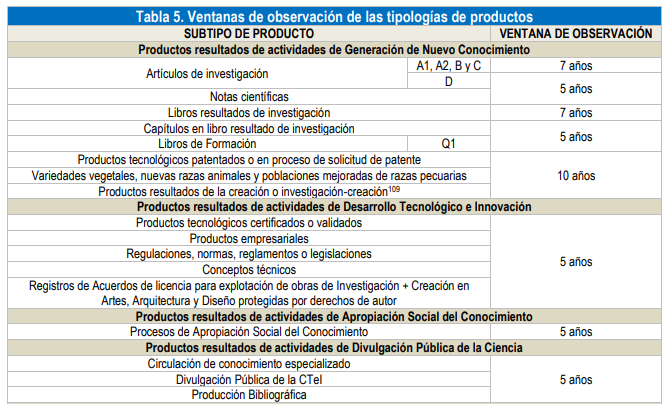 Tabla 5. Ventanas de observación de las tipologías de productos
SUBTIPO DE PRODUCTO VENTANA DE OBSERVACIÓN
Productos resultados de actividades de Generación de Nuevo Conocimiento
Artículos de investigación A1, A2, B y C 7 años
D 5 años
Notas científicas
Libros resultados de investigación 7 años
Capítulos en libro resultado de investigación 5 años
Libros de Formación Q1
Productos tecnológicos patentados o en proceso de solicitud de patente
Variedades vegetales, nuevas razas animales y poblaciones mejoradas de razas pecuarias 10 años
Productos resultados de la creación o investigación-creación109
Productos resultados de actividades de Desarrollo Tecnológico e Innovación
Productos tecnológicos certificados o validados
Productos empresariales
Regulaciones, normas, reglamentos o legislaciones 5 años
Conceptos técnicos
Registros de Acuerdos de licencia para explotación de obras de Investigación + Creación en
Artes, Arquitectura y Diseño protegidas por derechos de autor
Productos resultados de actividades de Apropiación Social del Conocimiento
Procesos de Apropiación Social del Conocimiento 5 años
Productos resultados de actividades de Divulgación Pública de la Ciencia
Circulación de conocimiento especializado
Divulgación Pública de la CTeI 5 años
Producción Bibliográfica